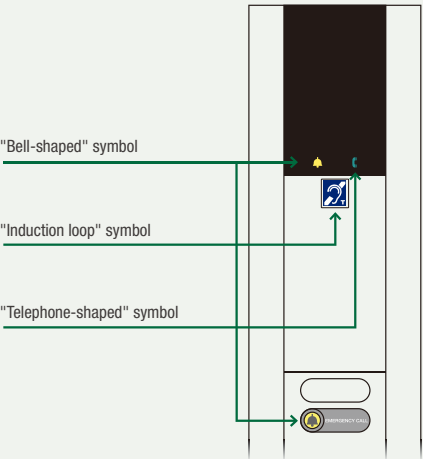 "Bell-shaped" symbol
"Induction loop" symbol
T
"Telephone-shaped" symbol
EMERGENCY CALL